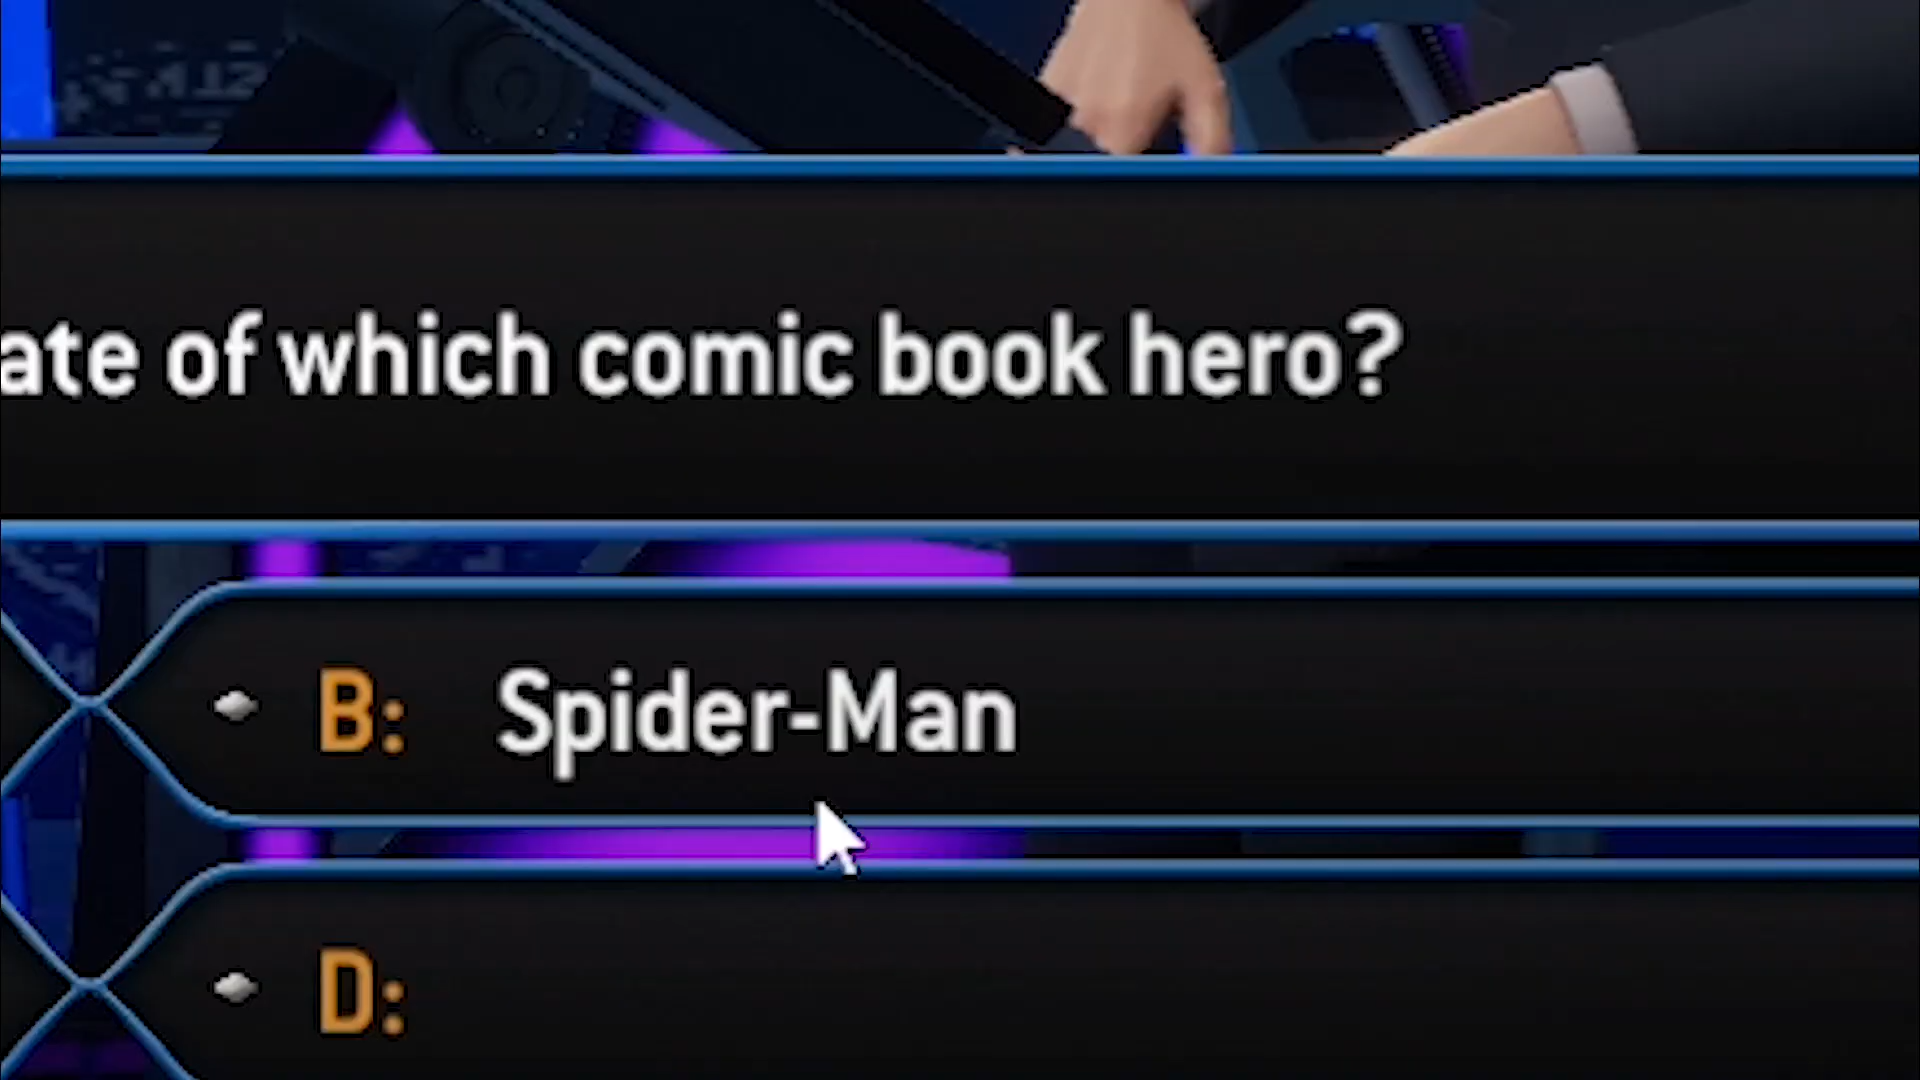 ate of which comic book hero?
B: Spider-Man
D: